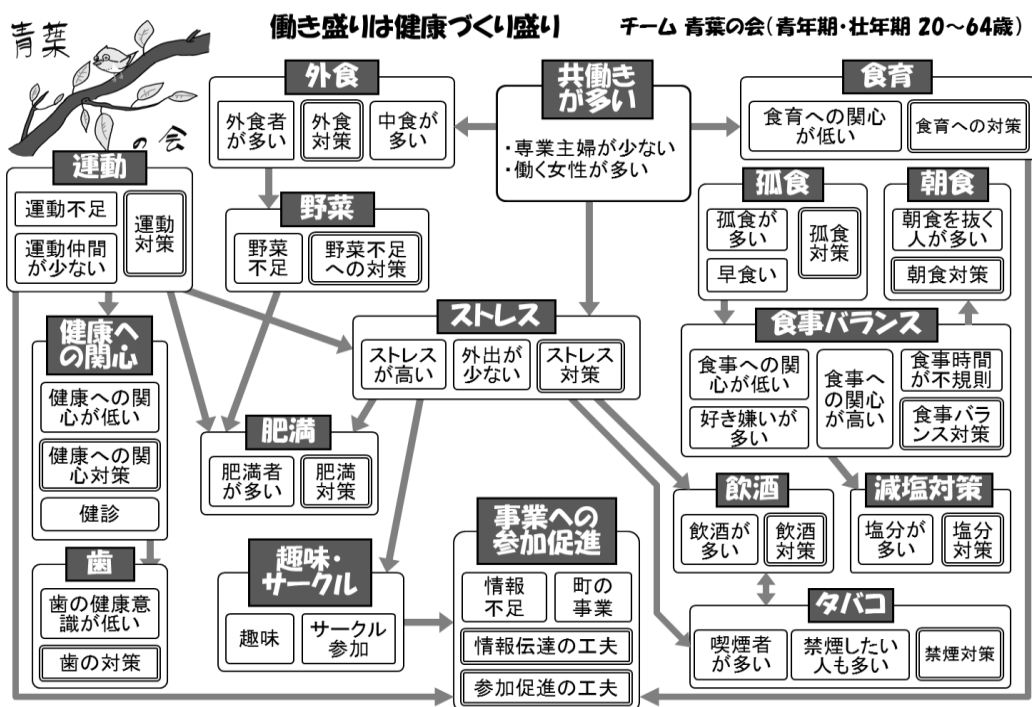 働き盛りは健康づくり盛り
チーム 青葉の会(青年期・壮年期 20～64歳)
青葉
の会
外食
外食者
が多い
外食
対策
中食が
多い
共働き
が多い
・専業主婦が少ない
・働く女性が多い
食育
食育への関心
が低い
食育への対策
運動
運動不足
運動仲間
が少ない
運動
対策
野菜
野菜
不足
野菜不足
への対策
孤食
孤食が
多い
早食い
孤食
対策
朝食
朝食を抜く
人が多い
朝食対策
健康へ
の関心
健康への関
心が低い
健康への関
心対策
健診
ストレス
ストレス
が高い
外出が
少ない
ストレス
対策
食事バランス
食事への関
心が低い
好き嫌いが
多い
食事へ
の関心
が高い
食事時間
が不規則
食事バラ
ンス対策
肥満
肥満者
が多い
肥満
対策
飲酒
飲酒が
多い
飲酒
対策
減塩対策
塩分が
多い
塩分
対策
歯
歯の健康意
識が低い
歯の対策
趣味・
サークル
趣味
サークル
参加
事業への
参加促進
情報
不足
町の
事業
情報伝達の工夫
参加促進の工夫
タバコ
喫煙者
が多い
禁煙したい
人も多い
禁煙対策